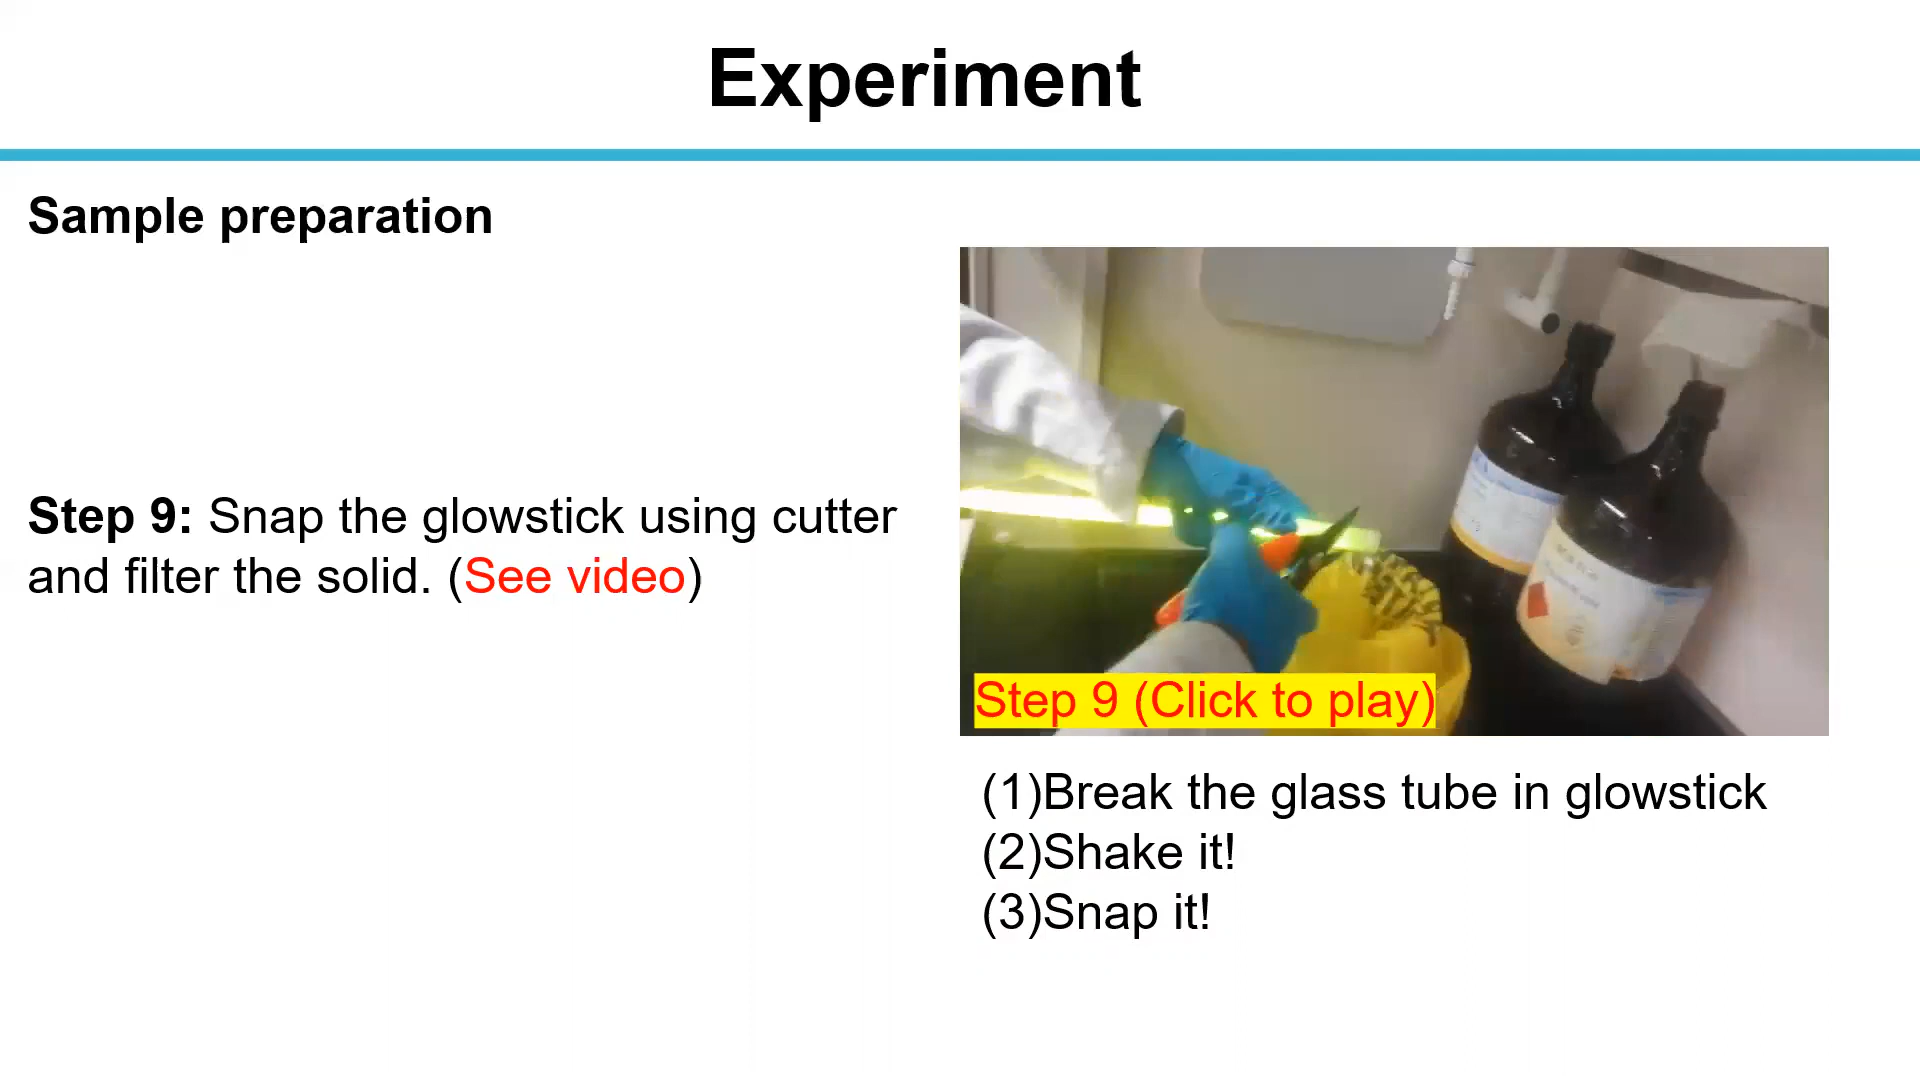 Experiment
Sample preparation
Step 9: Snap the glowstick using cutter
and filter the solid. (See video)
Step 9 (Click to play)
(1)Break the glass tube in glowstick
(2)Shake it!
(3)Snap it!